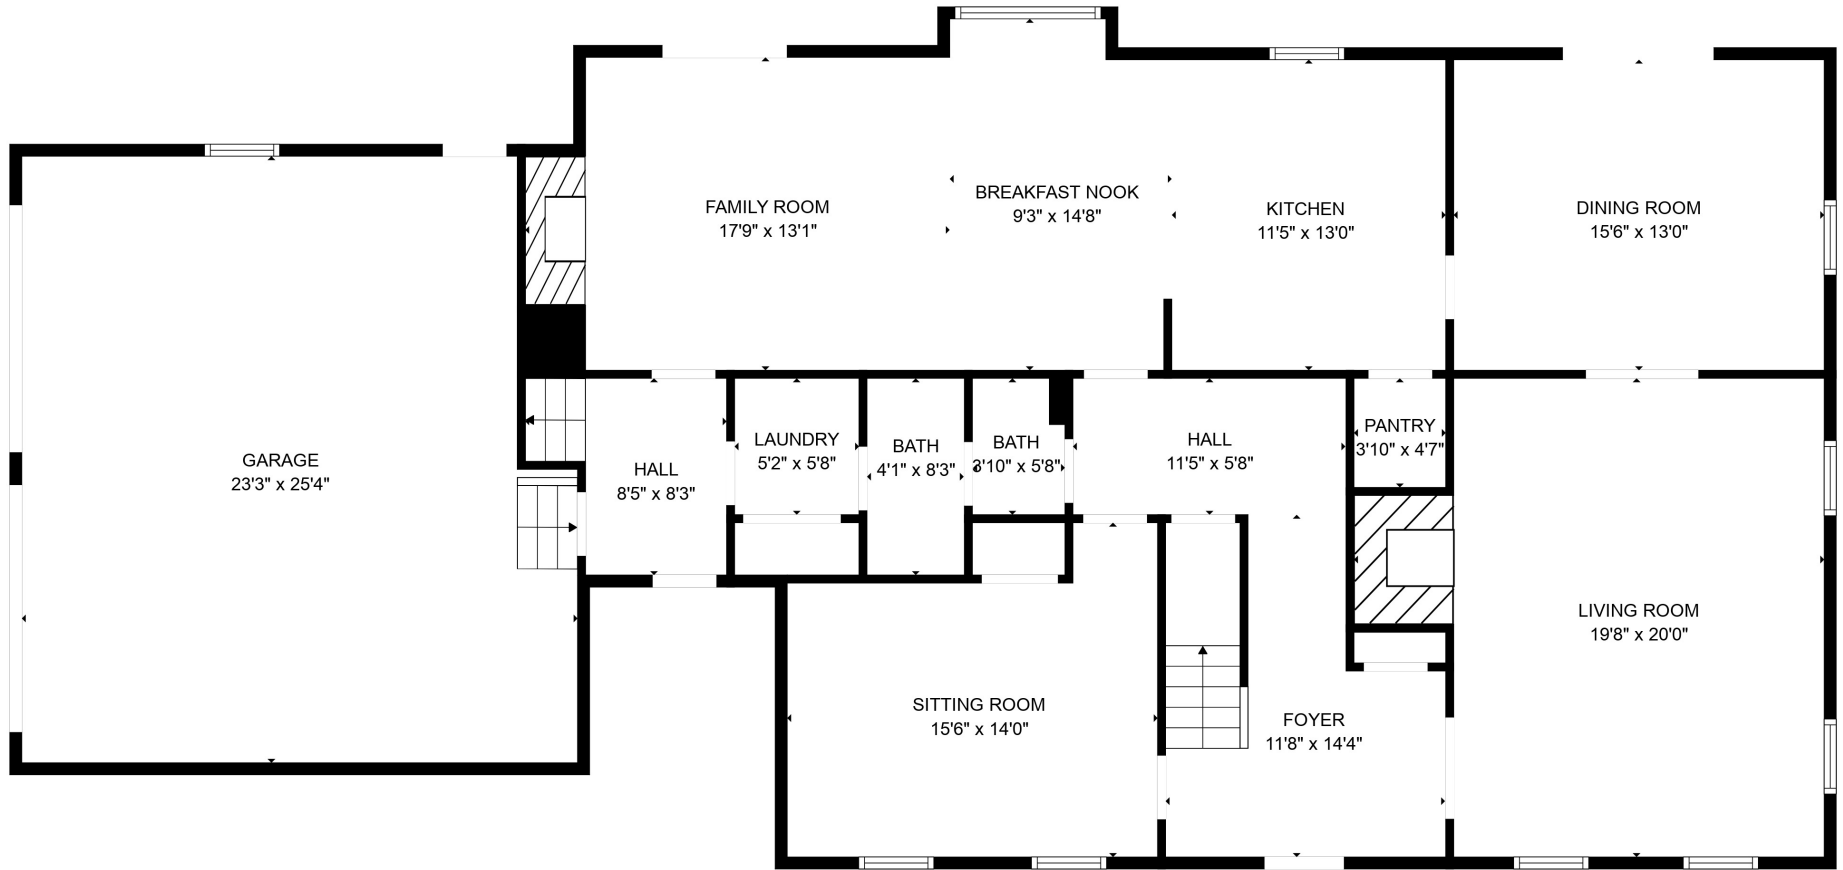 FAMILY ROOM
17'9" x 13'1"
BREAKFAST NOOK
9'3" x 14'8"
KITCHEN
11'5" x 13'0"
DINING ROOM
15'6" x 13'0"
GARAGE
23'3" x 25'4"
HALL
8'5" x 8'3"
LAUNDRY
5'2" x 5'8"
BATH
4'1" x 8'3"
BATH
3'10" x 5'8"
HALL
11'5" x 5'8"
PANTRY
3'10" x 4'7"
SITTING ROOM
15'6" x 14'0"
FOYER
11'8" x 14'4"
LIVING ROOM
19'8" x 20'0"